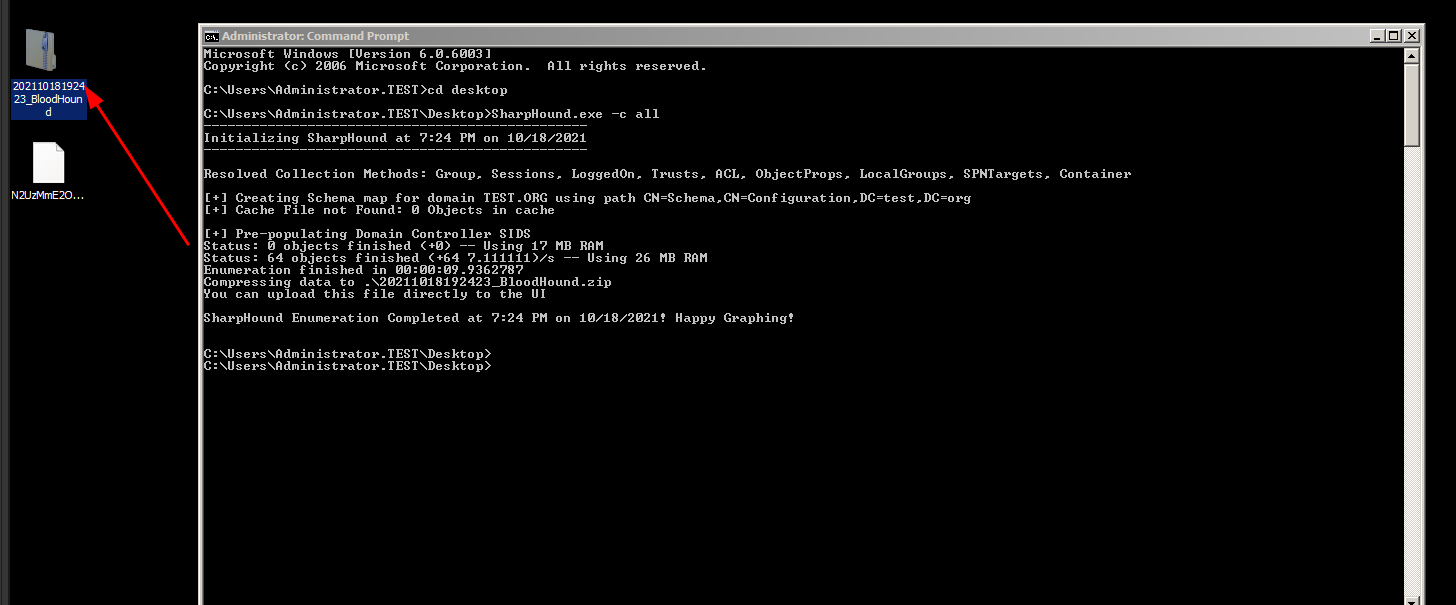 202110181924
23_BloodHoun
d
N2UzMmE2O...
Administrator: Command Prompt
Microsoft Windows [Version 6.0.6003]
Copyright (c) 2006 Microsoft Corporation.  All rights reserved.
C:\Users\Administrator.TEST>cd desktop
C:\Users\Administrator.TEST\Desktop>SharpHound.exe -c all
------------------------------------------------
Initializing SharpHound at 7:24 PM on 10/18/2021
------------------------------------------------
Resolved Collection Methods: Group, Sessions, LoggedOn, Trusts, ACL, ObjectProps, LocalGroups, SPNTargets, Container
[+] Creating Schema map for domain TEST.ORG using path CN=Schema,CN=Configuration,DC=test,DC=org
[+] Cache File not Found: 0 Objects in cache
[+] Pre-populating Domain Controller SIDS
Status: 0 objects finished (+0) -- Using 17 MB RAM
Status: 64 objects finished (+64 7.111111)/s -- Using 26 MB RAM
Enumeration finished in 00:00:09.9362787
Compressing data to .\20211018192423_BloodHound.zip
You can upload this file directly to the UI
SharpHound Enumeration Completed at 7:24 PM on 10/18/2021! Happy Graphing!
C:\Users\Administrator.TEST\Desktop>
C:\Users\Administrator.TEST\Desktop>